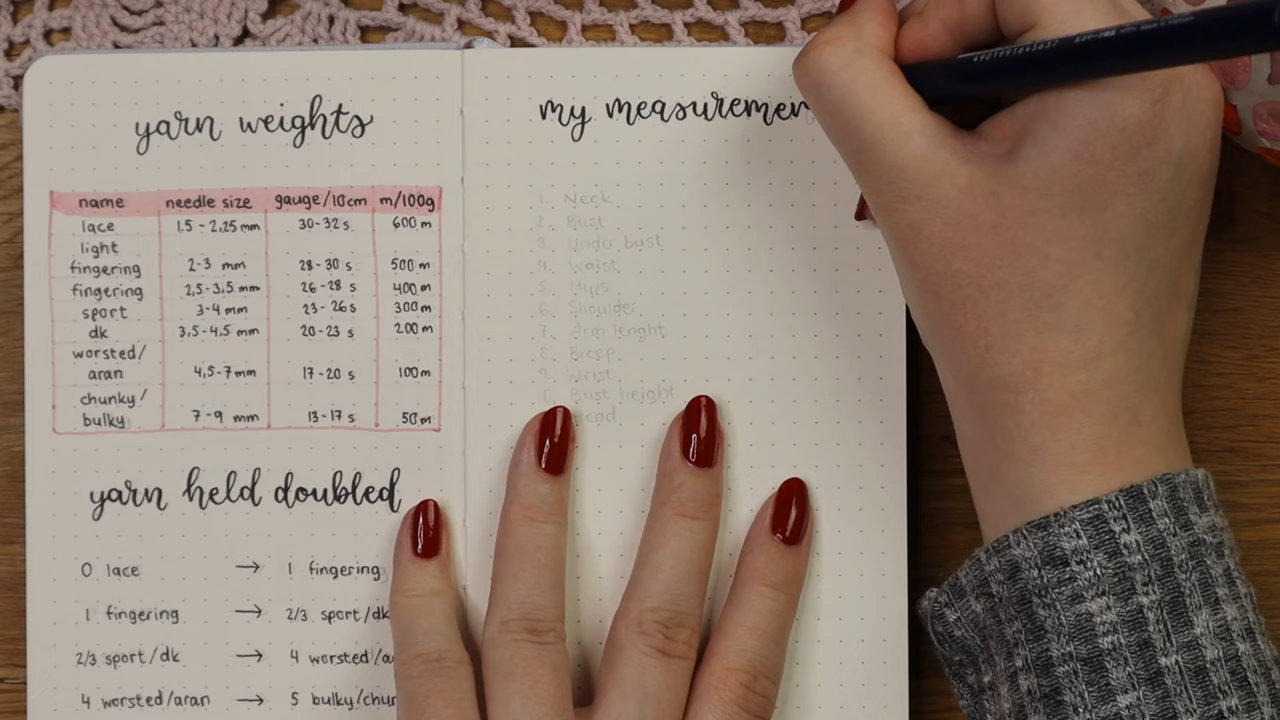 yarn weights
name needle size gauge/10cm m/100g
lace 1.5 - 2.25 mm 30-32 s 600 m
light
fingering 2-3 mm 28-30 s 500 m
fingering 2,5-3,5 mm 26-28 s 400 m
sport 3-4 mm 23-26 s 300 m
dk 3,5-4,5 mm 20-23 s 200 m
worsted/
aran 4,5-7 mm 17-20 s 100 m
chunky/
bulky 7-9 mm 13-17 s 50 m
yarn held doubled
0 lace → 1 fingering
1 fingering → 2/3 sport/dk
2/3 sport/dk → 4 worsted/a
4 worsted/aran → 5 bulky/chun
my measuremen
1. Neck
2. Bust
3. Under bust
4. Waist
5. Hips
6. Shoulder
7. Arm lenght
8. Bicep
9. Wrist
0. Bust height
Head
4901991643637